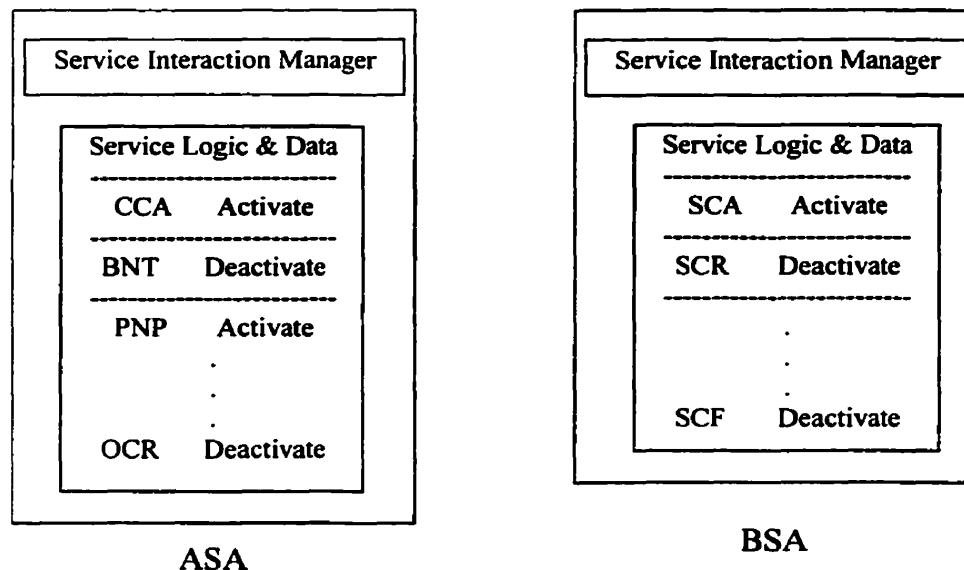 Service Interaction Manager
Service Logic & Data
CCA Activate
BNT Deactivate
PNP Activate
.
.
.
OCR Deactivate
ASA
Service Interaction Manager
Service Logic & Data
SCA Activate
SCR Deactivate
.
.
.
SCF Deactivate
BSA